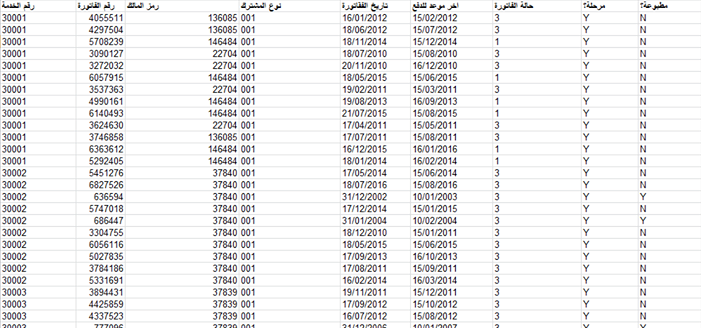 رقم الخدمة رقم الفاتورة رمز المالك نوع المشترك تاريخ الفقاتورة اخر موعد للدفع حالة الفاتورة مرحلة؟ مطبوعة؟
30001 4055511 136085 001 16/01/2012 15/02/2012 3 Y N
30001 4297504 136085 001 18/06/2012 15/07/2012 3 Y N
30001 5708239 146484 001 18/11/2014 15/12/2014 1 Y N
30001 3090127 22704 001 18/07/2010 15/08/2010 3 Y N
30001 3272032 22704 001 20/11/2010 16/12/2010 3 Y N
30001 6057915 146484 001 18/05/2015 15/06/2015 1 Y N
30001 3537363 22704 001 19/02/2011 15/03/2011 3 Y N
30001 4990161 146484 001 19/08/2013 16/09/2013 1 Y N
30001 6140493 146484 001 21/07/2015 15/08/2015 1 Y N
30001 3624630 22704 001 17/04/2011 15/05/2011 3 Y N
30001 3746858 136085 001 17/07/2011 15/08/2011 3 Y N
30001 6363612 146484 001 16/12/2015 16/01/2016 1 Y N
30001 5292405 146484 001 18/01/2014 16/02/2014 1 Y N
30002 5451276 37840 001 17/05/2014 15/06/2014 3 Y N
30002 6827526 37840 001 18/07/2016 15/08/2016 3 Y N
30002 636594 37840 001 31/12/2002 10/01/2003 3 Y Y
30002 5747018 37840 001 17/12/2014 15/01/2015 3 Y N
30002 686447 37840 001 31/01/2004 10/02/2004 3 Y Y
30002 3304755 37840 001 18/12/2010 15/01/2011 3 Y N
30002 6056116 37840 001 18/05/2015 15/06/2015 3 Y N
30002 5027835 37840 001 17/09/2013 16/10/2013 3 Y N
30002 3784186 37840 001 17/08/2011 15/09/2011 3 Y N
30002 5331691 37840 001 16/02/2014 16/03/2014 3 Y N
30003 3894431 37839 001 19/11/2011 15/12/2011 3 Y N
30003 4425859 37839 001 17/09/2012 15/10/2012 3 Y N
30003 4337523 37839 001 16/07/2012 15/08/2012 3 Y N
30003 777096 37839 001 31/12/2006 10/01/2007 3 Y Y